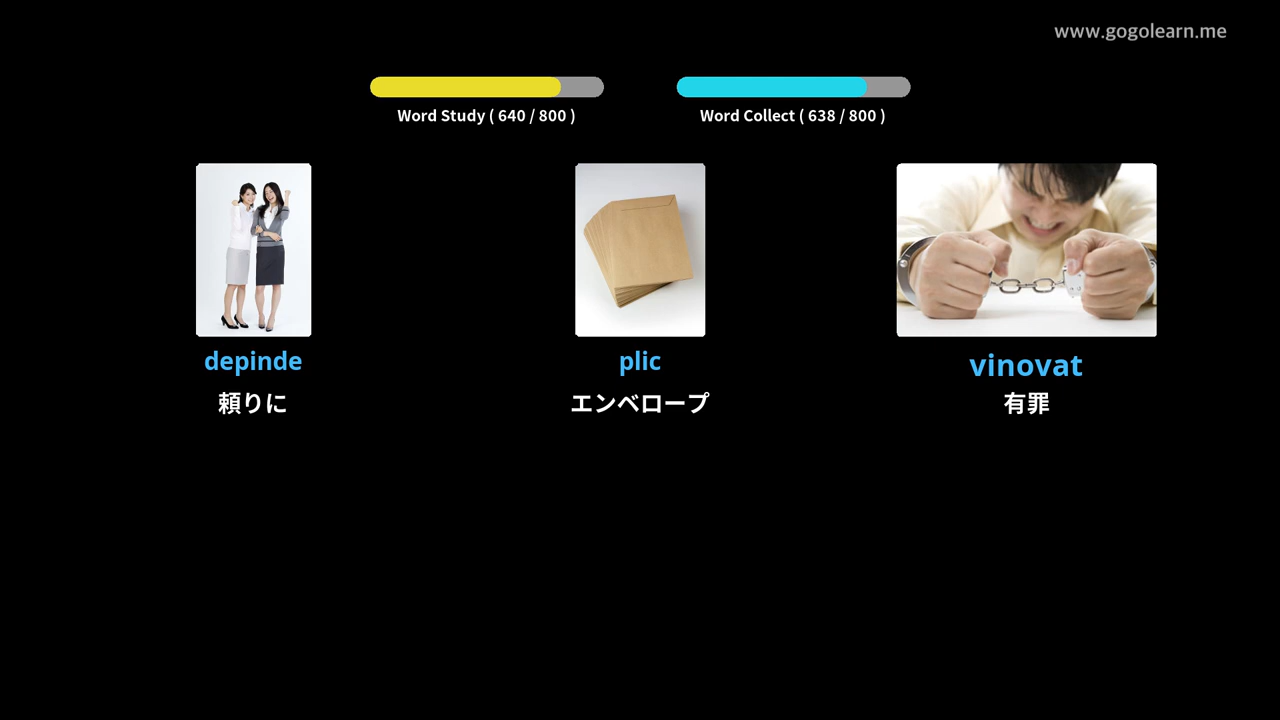 www.gogolearn.me
Word Study ( 640 / 800 )
Word Collect ( 638 / 800 )
depinde
頼りに
plic
エンベロープ
vinovat
有罪